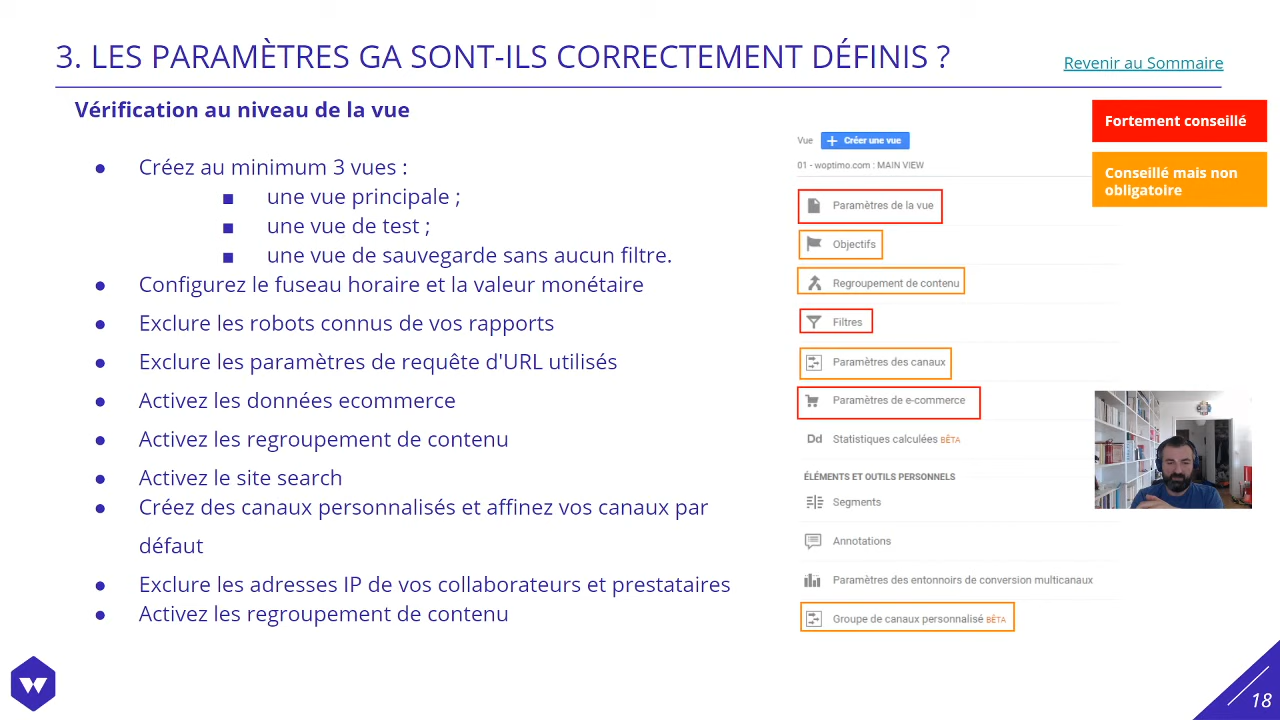 3. LES PARAMÈTRES GA SONT-ILS CORRECTEMENT DÉFINIS ?
Revenir au Sommaire
Vérification au niveau de la vue
● Créez au minimum 3 vues :
■ une vue principale ;
■ une vue de test ;
■ une vue de sauvegarde sans aucun filtre.
● Configurez le fuseau horaire et la valeur monétaire
● Exclure les robots connus de vos rapports
● Exclure les paramètres de requête d'URL utilisés
● Activez les données ecommerce
● Activez les regroupement de contenu
● Activez le site search
● Créez des canaux personnalisés et affinez vos canaux par
défaut
● Exclure les adresses IP de vos collaborateurs et prestataires
● Activez les regroupement de contenu
Vue + Créer une vue
01 - woptimo.com : MAIN VIEW
Paramètres de la vue
Objectifs
Regroupement de contenu
Filtres
Paramètres des canaux
Paramètres de e-commerce
Dd Statistiques calculées BÊTA
ÉLÉMENTS ET OUTILS PERSONNELS
Segments
Annotations
Paramètres des entonnoirs de conversion multicanaux
Groupe de canaux personnalisé BÊTA
Fortement conseillé
Conseillé mais non
obligatoire
18